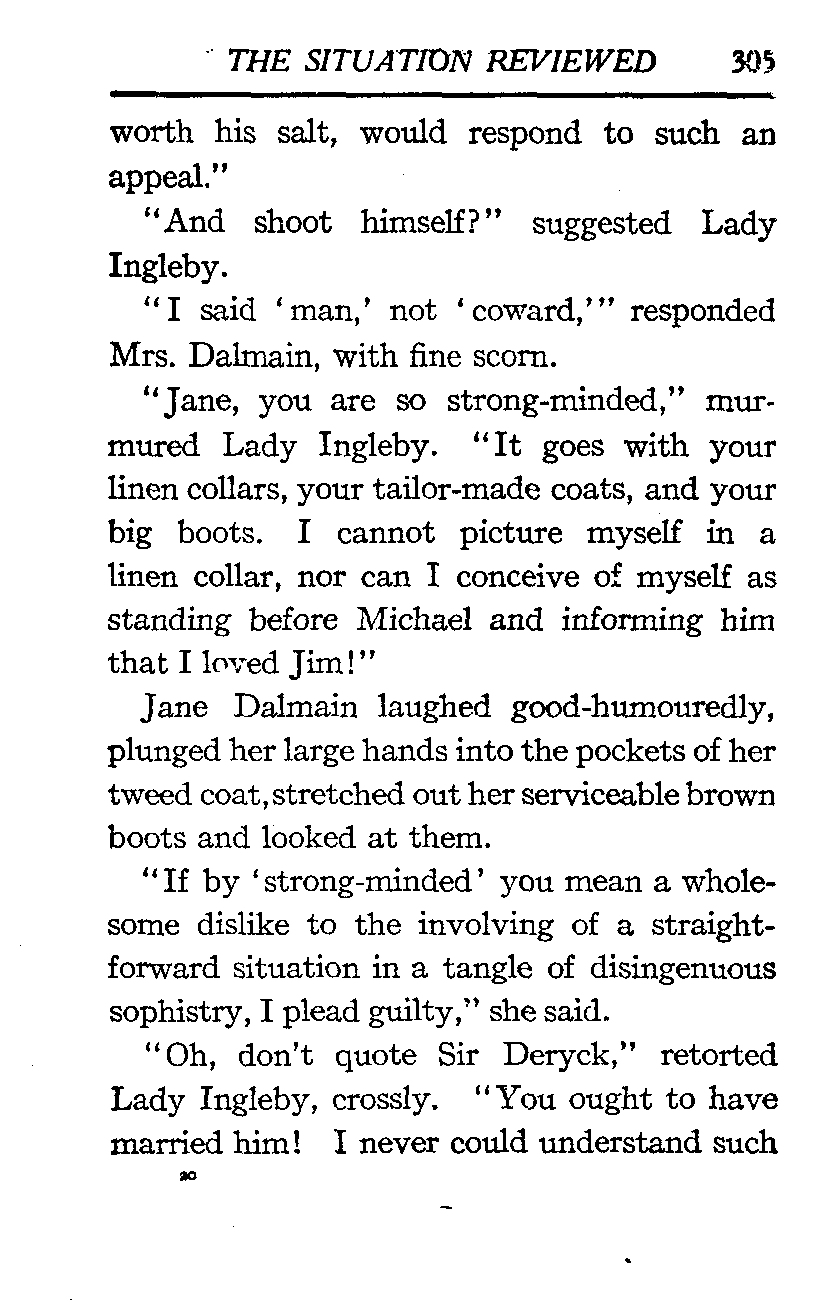 THE SITUATION REVIEWED 305
worth his salt, would respond to such an
appeal."
"And shoot himself?" suggested Lady
Ingleby.
"I said 'man,' not 'coward,'" responded
Mrs. Dalmain, with fine scorn.
"Jane, you are so strong-minded," mur-
mured Lady Ingleby. "It goes with your
linen collars, your tailor-made coats, and your
big boots. I cannot picture myself in a
linen collar, nor can I conceive of myself as
standing before Michael and informing him
that I loved Jim!"
Jane Dalmain laughed good-humouredly,
plunged her large hands into the pockets of her
tweed coat, stretched out her serviceable brown
boots and looked at them.
"If by 'strong-minded' you mean a whole-
some dislike to the involving of a straight-
forward situation in a tangle of disingenuous
sophistry, I plead guilty," she said.
"Oh, don't quote Sir Deryck," retorted
Lady Ingleby, crossly. "You ought to have
married him! I never could understand such
20